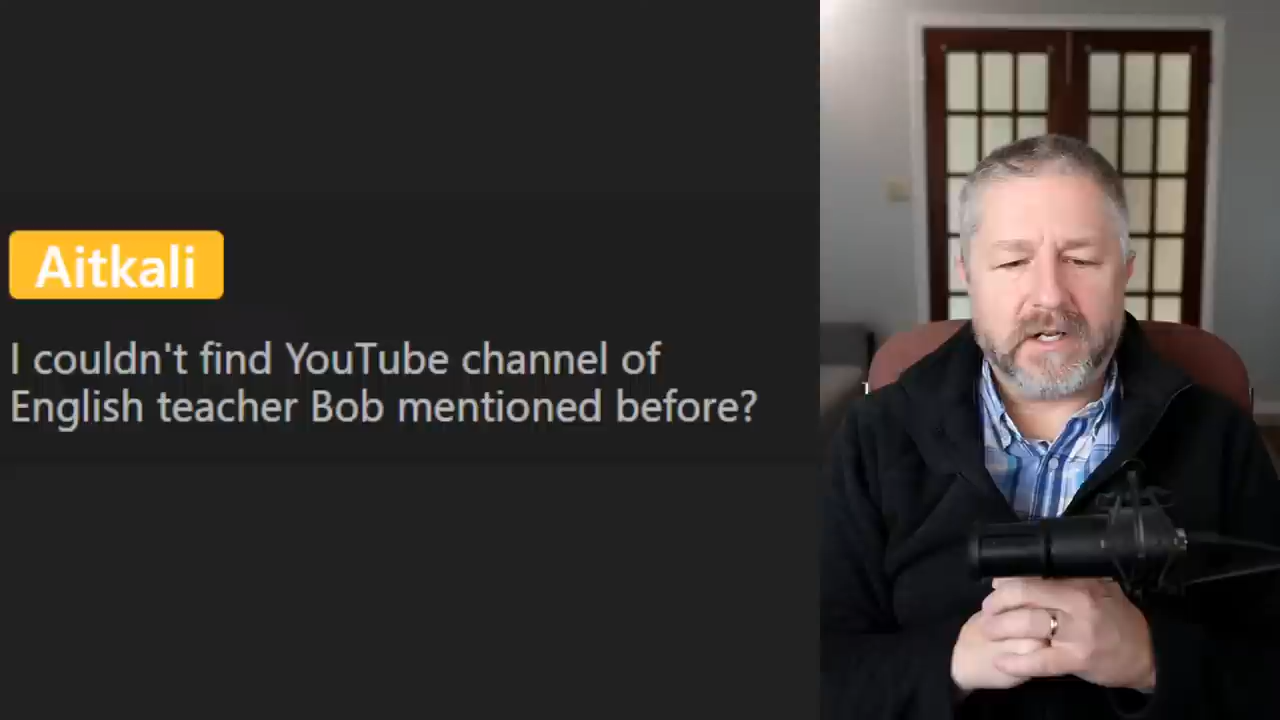 Aitkali
I couldn't find YouTube channel of
English teacher Bob mentioned before?